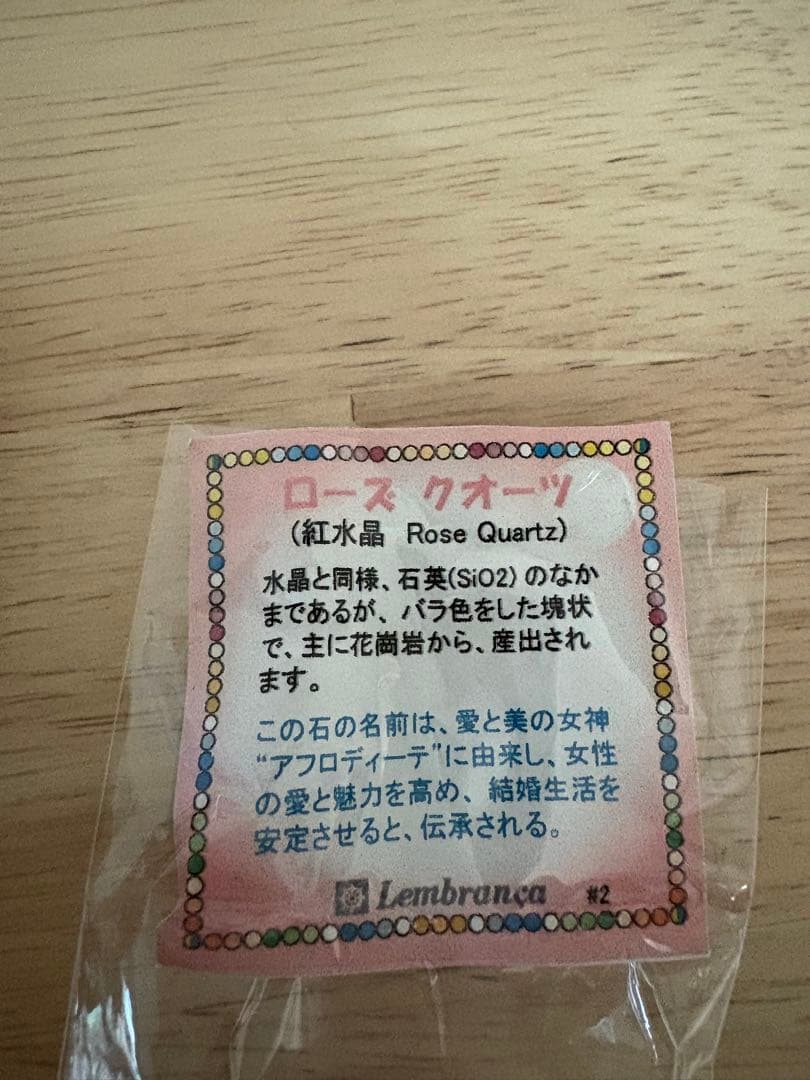 ローズ クオーツ
(紅水晶 Rose Quartz)
水晶と同様、石英(SiO2)のなか
まであるが、バラ色をした塊状
で、主に花崗岩から、産出され
ます。
この石の名前は、愛と美の女神
“アフロディーテ”に由来し、女性
の愛と魅力を高め、結婚生活を
安定させると、伝承される。
Lembrança #2